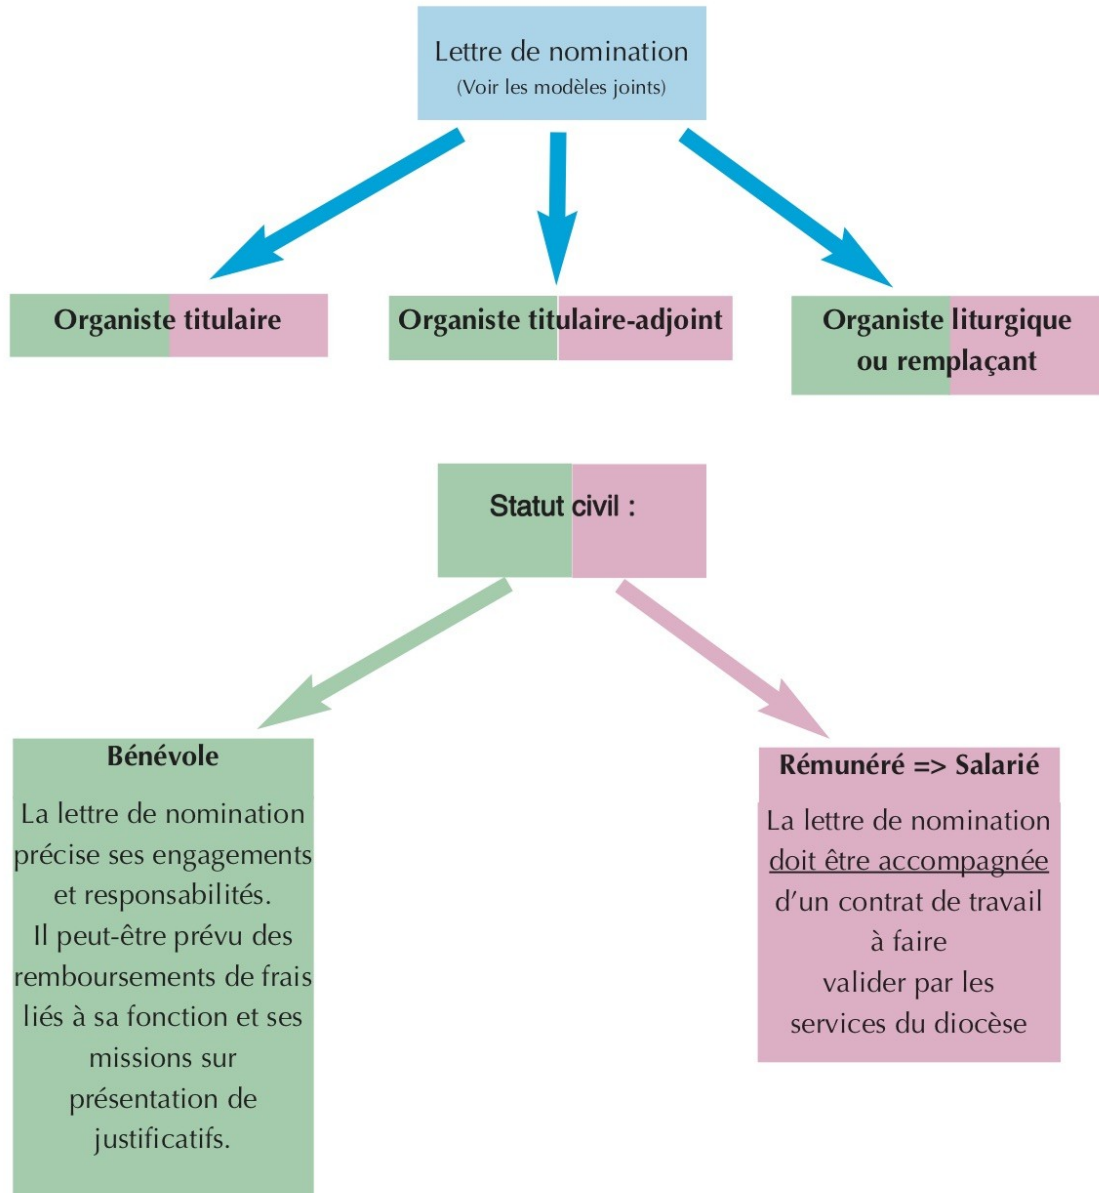 Lettre de nomination
(Voir les modèles joints)
Organiste titulaire
Organiste titulaire-adjoint
Organiste liturgique
ou remplaçant
Statut civil :
Bénévole
La lettre de nomination
précise ses engagements
et responsabilités.
Il peut-être prévu des
remboursements de frais
liés à sa fonction et ses
missions sur
présentation de
justificatifs.
Rémunéré => Salarié
La lettre de nomination
doit être accompagnée
d’un contrat de travail
à faire
valider par les
services du diocèse